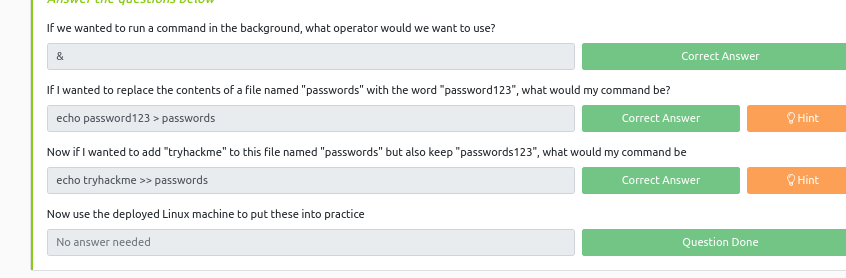 Answer the questions below
If we wanted to run a command in the background, what operator would we want to use?
&
Correct Answer
If I wanted to replace the contents of a file named "passwords" with the word "password123", what would my command be?
echo password123 > passwords
Correct Answer
Hint
Now if I wanted to add "tryhackme" to this file named "passwords" but also keep "passwords123", what would my command be
echo tryhackme >> passwords
Correct Answer
Hint
Now use the deployed Linux machine to put these into practice
No answer needed
Question Done